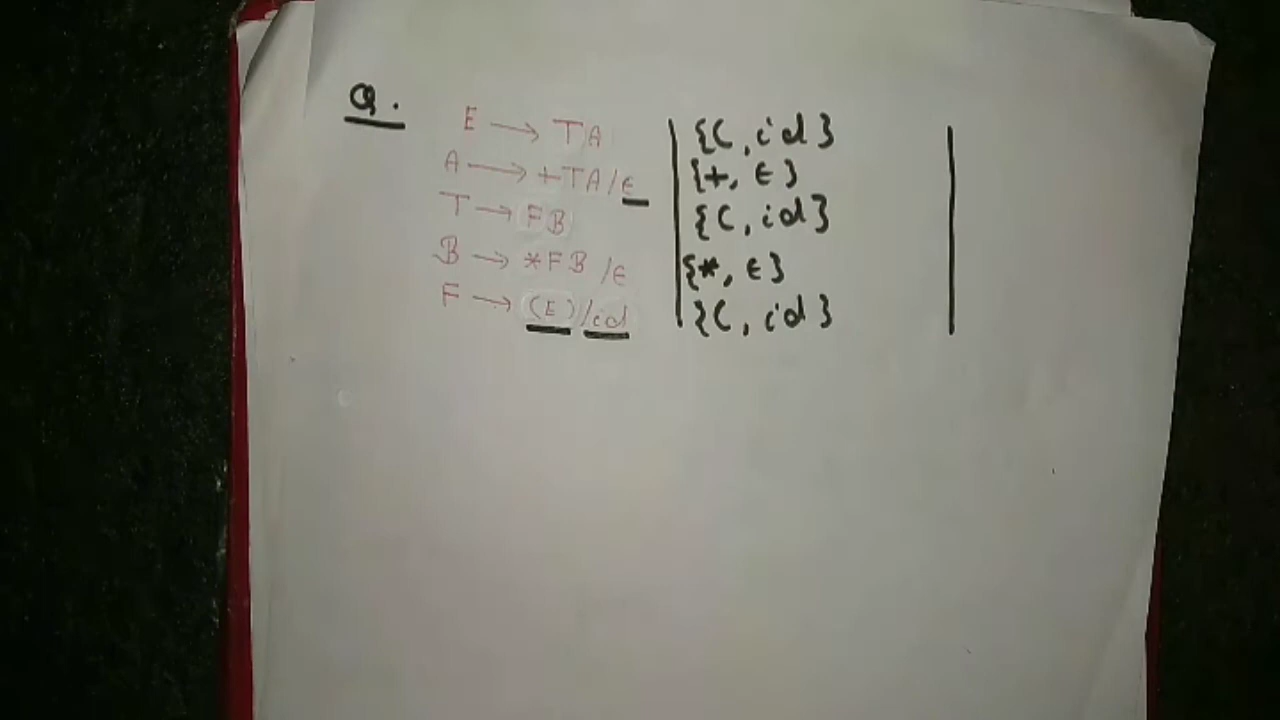 Q.
E → TA | {(, id} |
A → +TA/ε | {+, ε}
T → FB | {(, id}
B → *FB/ε | {*, ε}
F → (E)/id | {(, id}